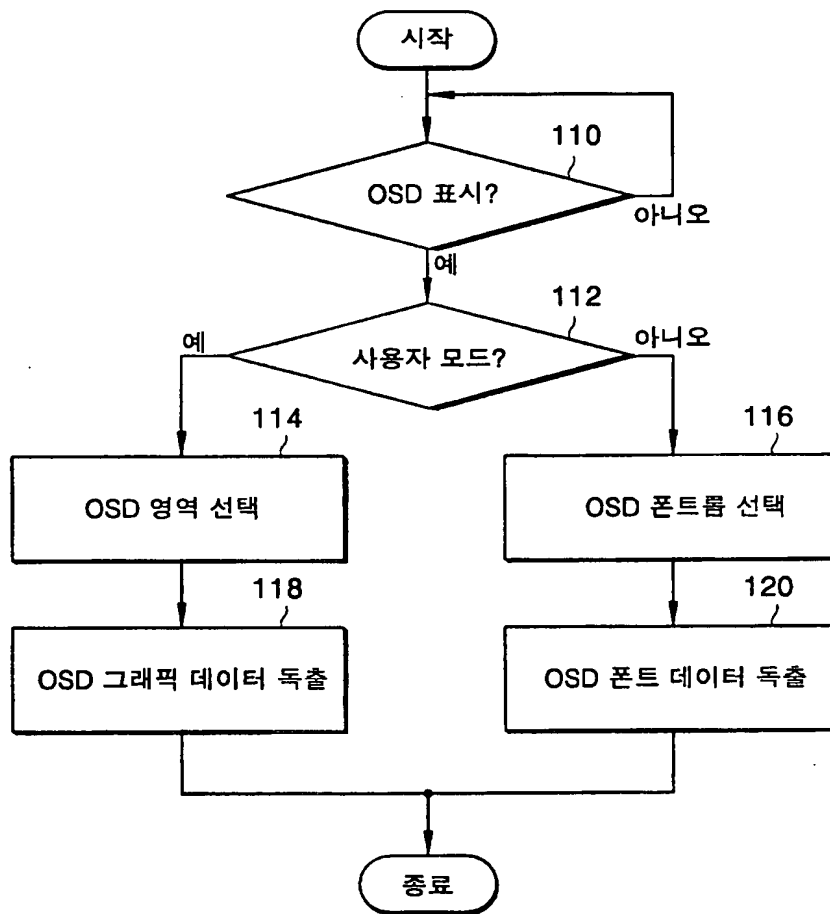 시작
110
OSD 표시?
아니오
예
112
예
사용자 모드?
아니오
114
116
OSD 영역 선택
OSD 폰트롬 선택
118
120
OSD 그래픽 데이터 독출
OSD 폰트 데이터 독출
종료